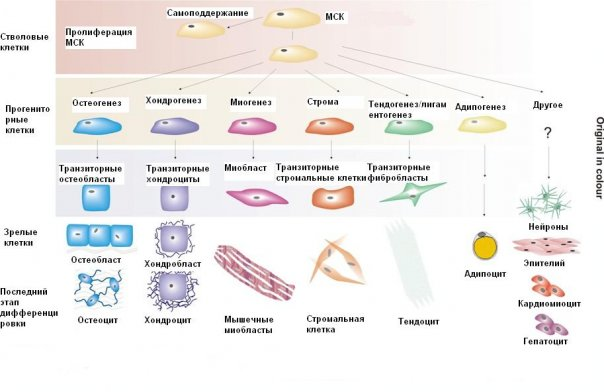 Стволовые
клетки
Пролиферация
МСК
Самоподдержание
МСК
Прогенито
рные
клетки
Остеогенез
Хондрогенез
Миогенез
Строма
Тендогенез/лигам
ентогенез
Адипогенез
Другое
?
Транзиторные
остеобласты
Транзиторные
хондроциты
Миобласт
Транзиторные
стромальные клетки
Транзиторные
фибробласты
Зрелые
клетки
Остеобласт
Хондробласт
Адипоцит
Нейроны
Эпителий
Кардиомиоцит
Гепатоцит
Последний
этап
дифференци
ровки
Остеоцит
Хондроцит
Мышечные
миобласты
Стромальная
клетка
Тендоцит
Original in colour